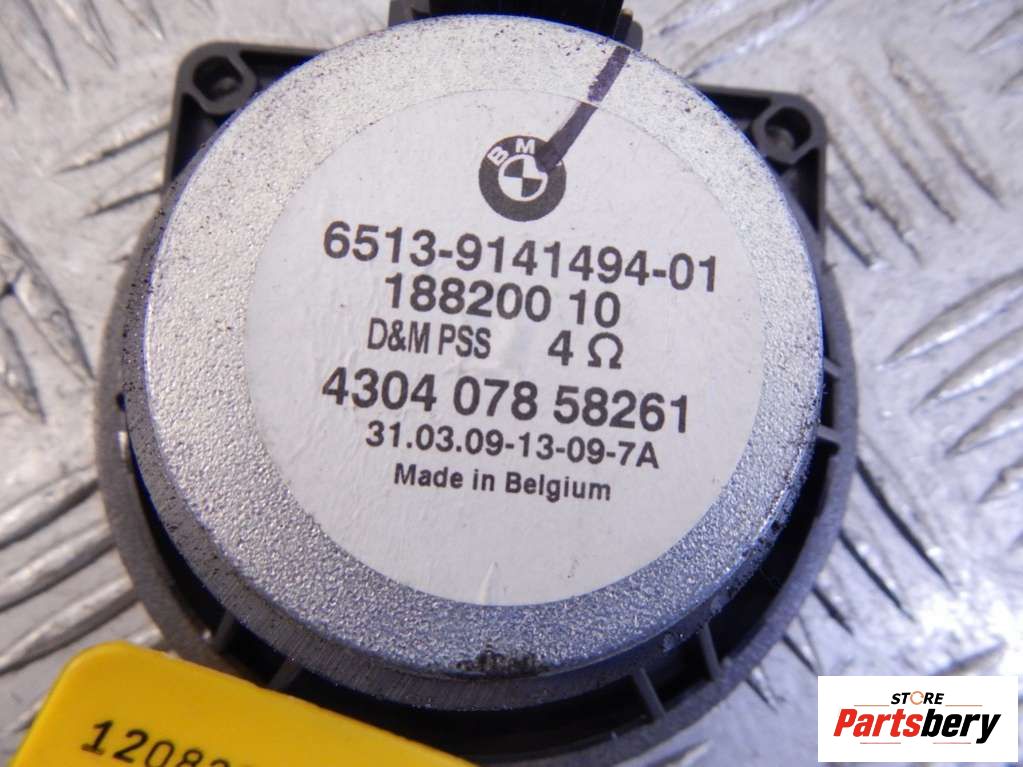 BM
6513-9141494-01
188200 10
D&M PSS 4 Ω
4304 078 58261
31.03.09-13-09-7A
Made in Belgium
STORE
Partsbery